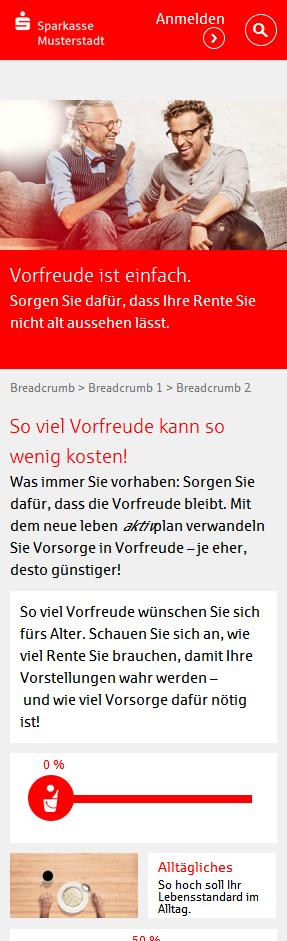 Sparkasse
Musterstadt
Anmelden
Vorfreude ist einfach.
Sorgen Sie dafür, dass Ihre Rente Sie
nicht alt aussehen lässt.
Breadcrumb > Breadcrumb 1 > Breadcrumb 2
So viel Vorfreude kann so
wenig kosten!
Was immer Sie vorhaben: Sorgen Sie
dafür, dass die Vorfreude bleibt. Mit
dem neue leben aktivplan verwandeln
Sie Vorsorge in Vorfreude – je eher,
desto günstiger!
So viel Vorfreude wünschen Sie sich
fürs Alter. Schauen Sie sich an, wie
viel Rente Sie brauchen, damit Ihre
Vorstellungen wahr werden –
und wie viel Vorsorge dafür nötig
ist!
0 %
Alltägliches
So hoch soll Ihr
Lebensstandard im
Alltag.
50 %